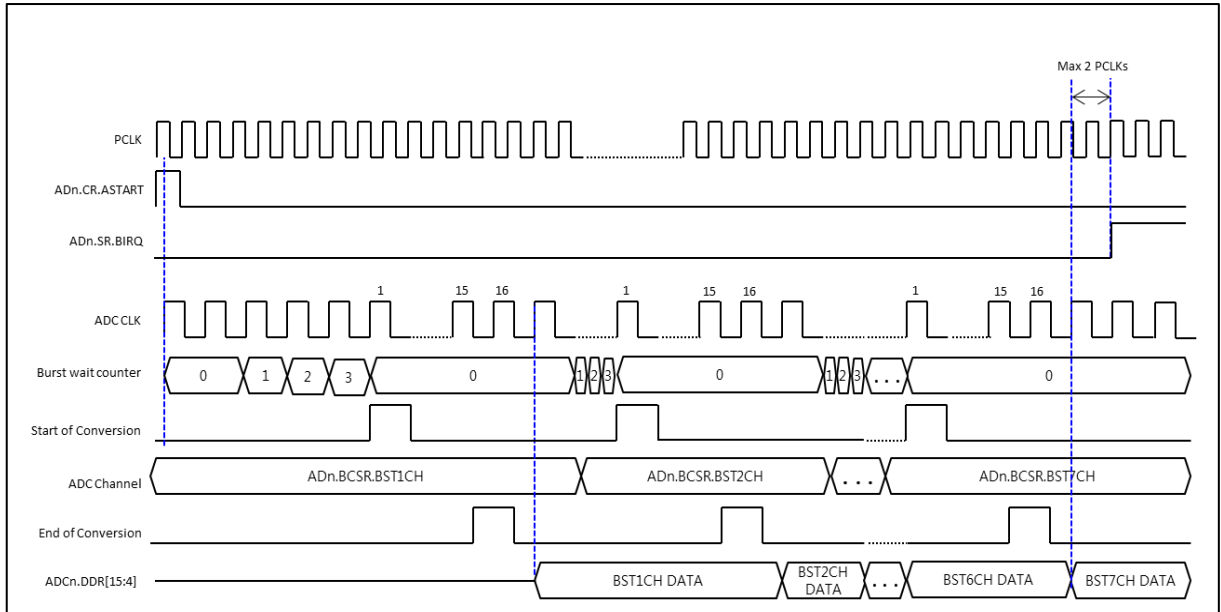 Max 2 PCLKs
PCLK
ADn.CR.ASTART
ADn.SR.BIRQ
1 15 16 1 15 16 1 15 16
ADC CLK
Burst wait counter 0 1 2 3 0 1 2 3 0 1 2 3 ... 0
Start of Conversion
ADC Channel ADn.BCSR.BST1CH ADn.BCSR.BST2CH ... ADn.BCSR.BST7CH
End of Conversion
ADCn.DDR[15:4] BST1CH DATA BST2CH DATA ... BST6CH DATA BST7CH DATA